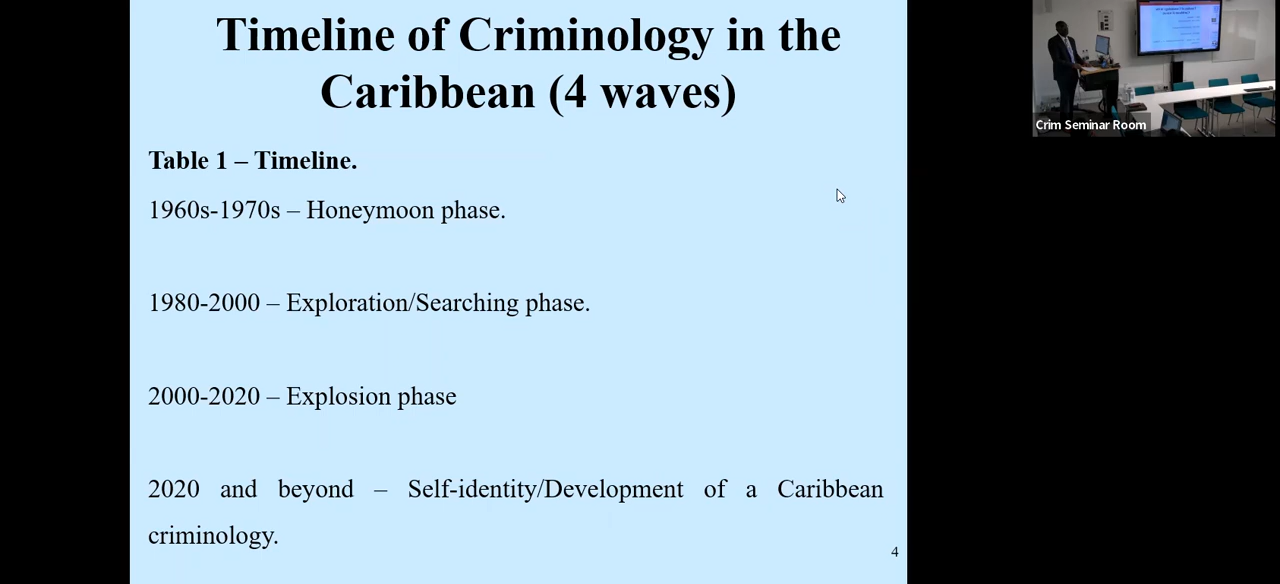 Timeline of Criminology in the
Caribbean (4 waves)
Table 1 – Timeline.
1960s-1970s – Honeymoon phase.
1980-2000 – Exploration/Searching phase.
2000-2020 – Explosion phase
2020 and beyond – Self-identity/Development of a Caribbean
criminology.
4
Crim Seminar Room